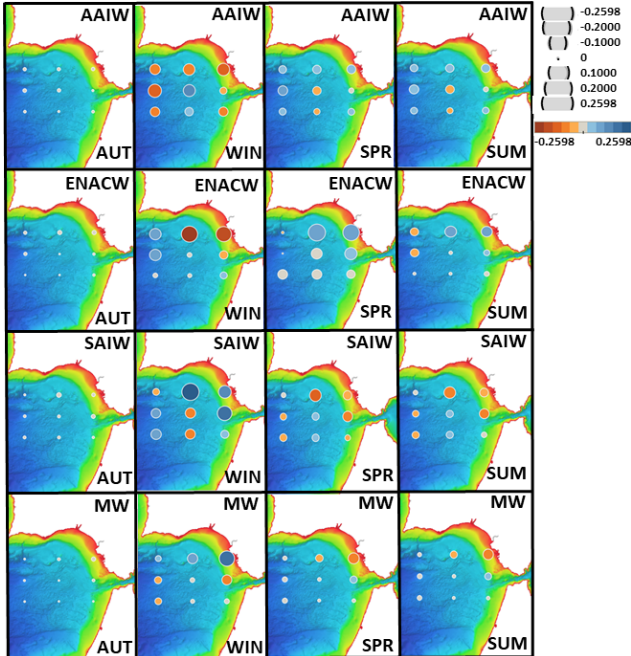 AAIW AAIW AAIW AAIW
AUT WIN SPR SUM
ENACW ENACW ENACW ENACW
AUT WIN SPR SUM
SAIW SAIW SAIW SAIW
AUT WIN SPR SUM
MW MW MW MW
AUT WIN SPR SUM
-0.2598
-0.2000
-0.1000
0
0.1000
0.2000
0.2598
-0.2598 0.2598